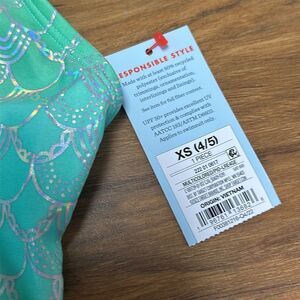 RESPONSIBLE STYLE
Made with at least 80% recycled
polyester (exclusive of
trimmings, ornamentation,
interlinings and linings).
See item for full fiber content.
UPF 50+ provides excellent UV
protection & complies with
AATCC 183/ASTM D6603.
Applies to swimsuit only.
XS (4/5)
1 PIECE
ORIGIN: VIETNAM